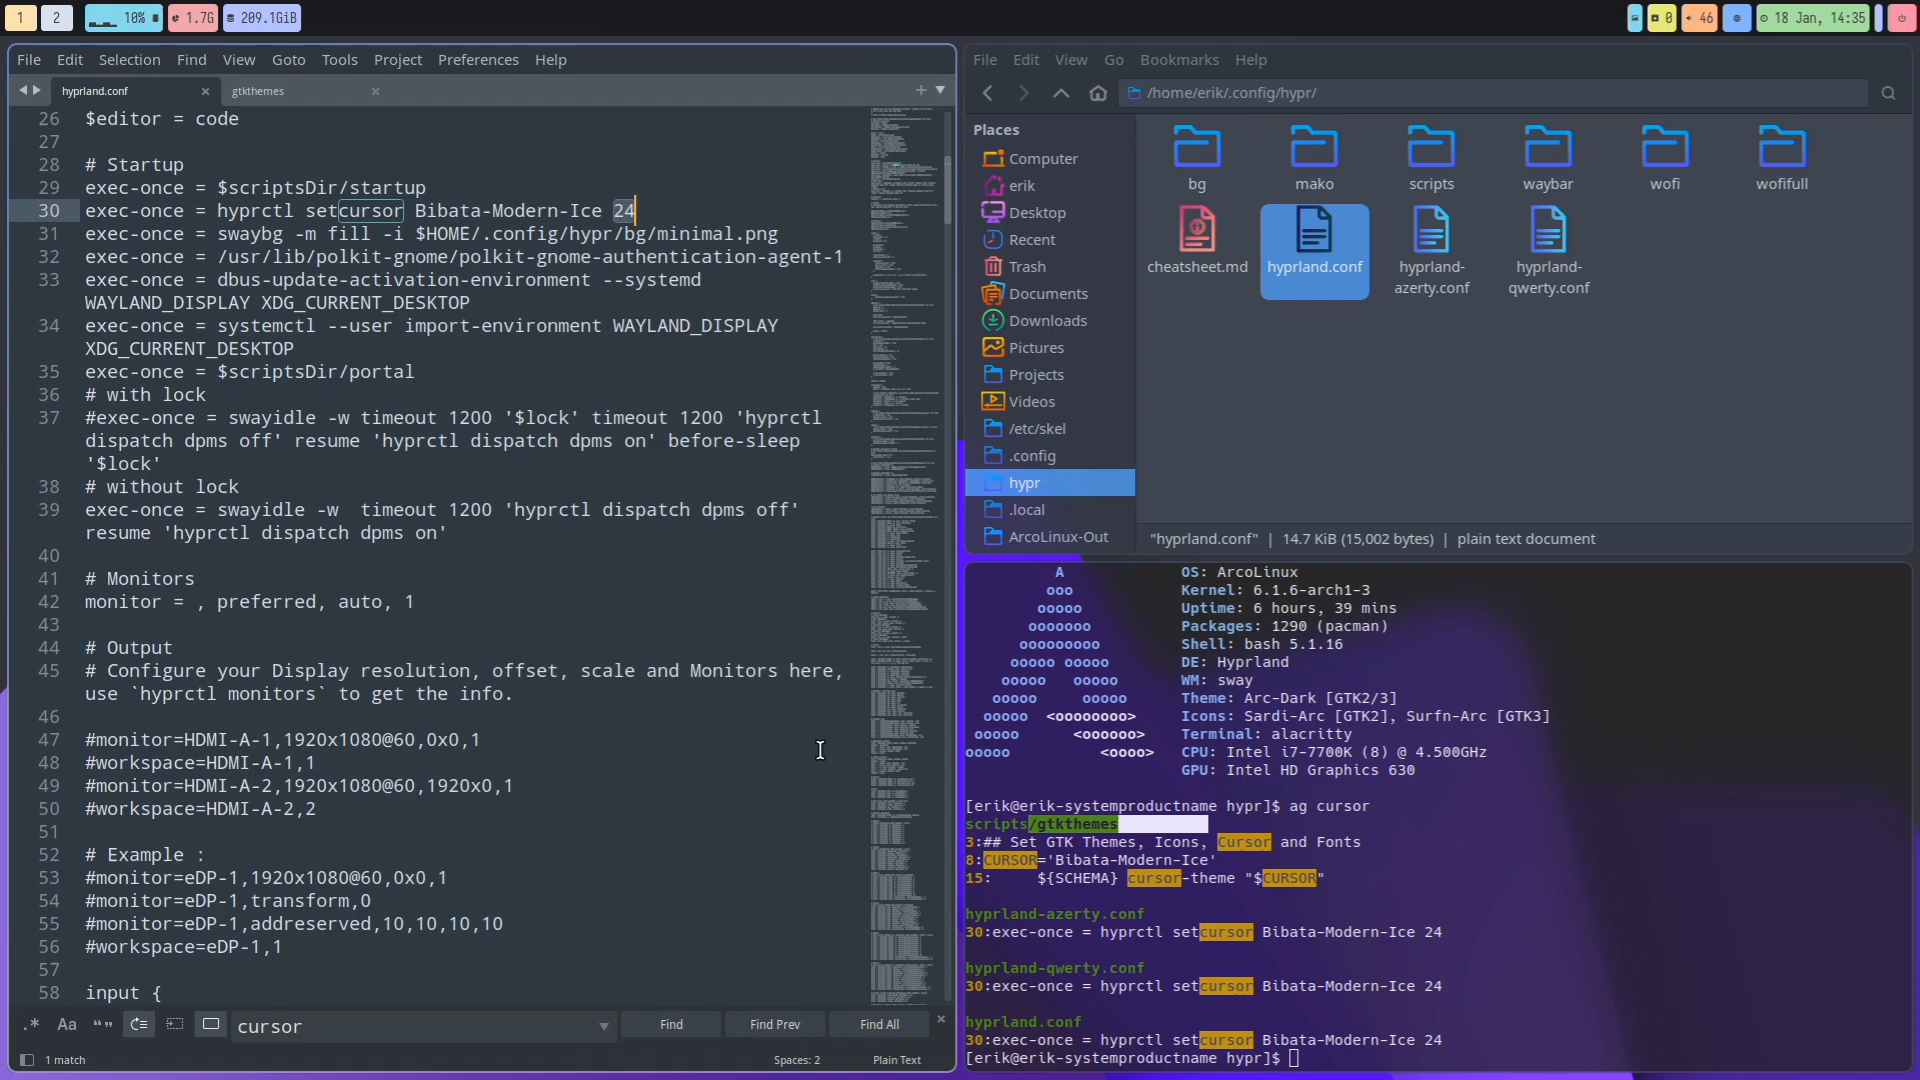 1
2
10%
1.7G
209.1GiB
0
46
18 Jan, 14:35
File Edit Selection Find View Goto Tools Project Preferences Help
hyprland.conf
gtkthemes
26 $editor = code
27
28 # Startup
29 exec-once = $scriptsDir/startup
30 exec-once = hyprctl setcursor Bibata-Modern-Ice 24
31 exec-once = swaybg -m fill -i $HOME/.config/hypr/bg/minimal.png
32 exec-once = /usr/lib/polkit-gnome/polkit-gnome-authentication-agent-1
33 exec-once = dbus-update-activation-environment --systemd
WAYLAND_DISPLAY XDG_CURRENT_DESKTOP
34 exec-once = systemctl --user import-environment WAYLAND_DISPLAY
XDG_CURRENT_DESKTOP
35 exec-once = $scriptsDir/portal
36 # with lock
37 #exec-once = swayidle -w timeout 1200 '$lock' timeout 1200 'hyprctl
dispatch dpms off' resume 'hyprctl dispatch dpms on' before-sleep
'$lock'
38 # without lock
39 exec-once = swayidle -w  timeout 1200 'hyprctl dispatch dpms off'
resume 'hyprctl dispatch dpms on'
40
41 # Monitors
42 monitor = , preferred, auto, 1
43
44 # Output
45 # Configure your Display resolution, offset, scale and Monitors here,
use `hyprctl monitors` to get the info.
46
47 #monitor=HDMI-A-1,1920x1080@60,0x0,1
48 #workspace=HDMI-A-1,1
49 #monitor=HDMI-A-2,1920x1080@60,1920x0,1
50 #workspace=HDMI-A-2,2
51
52 # Example :
53 #monitor=eDP-1,1920x1080@60,0x0,1
54 #monitor=eDP-1,transform,0
55 #monitor=eDP-1,addreserved,10,10,10,10
56 #workspace=eDP-1,1
57
58 input {
.* Aa “” cursor Find Find Prev Find All
1 match
Spaces: 2
Plain Text
File Edit View Go Bookmarks Help
/home/erik/.config/hypr/
Places
Computer
erik
Desktop
Recent
Trash
Documents
Downloads
Pictures
Projects
Videos
/etc/skel
.config
hypr
.local
ArcoLinux-Out
bg
mako
scripts
waybar
wofi
wofifull
cheatsheet.md
hyprland.conf
hyprland-
azerty.conf
hyprland-
qwerty.conf
"hyprland.conf" | 14.7 KiB (15,002 bytes) | plain text document
A OS: ArcoLinux
ooo Kernel: 6.1.6-arch1-3
ooooo Uptime: 6 hours, 39 mins
ooooooo Packages: 1290 (pacman)
ooooooooo Shell: bash 5.1.16
ooooo ooooo DE: Hyprland
ooooo   ooooo WM: sway
ooooo     ooooo Theme: Arc-Dark [GTK2/3]
ooooo  <oooooooo> Icons: Sardi-Arc [GTK2], Surfn-Arc [GTK3]
ooooo      <oooooo> Terminal: alacritty
ooooo          <oooo> CPU: Intel i7-7700K (8) @ 4.500GHz
GPU: Intel HD Graphics 630
[erik@erik-systemproductname hypr]$ ag cursor
scripts/gtkthemes
3:## Set GTK Themes, Icons, Cursor and Fonts
8:CURSOR='Bibata-Modern-Ice'
15:     ${SCHEMA} cursor-theme "$CURSOR"
hyprland-azerty.conf
30:exec-once = hyprctl setcursor Bibata-Modern-Ice 24
hyprland-qwerty.conf
30:exec-once = hyprctl setcursor Bibata-Modern-Ice 24
hyprland.conf
30:exec-once = hyprctl setcursor Bibata-Modern-Ice 24
[erik@erik-systemproductname hypr]$